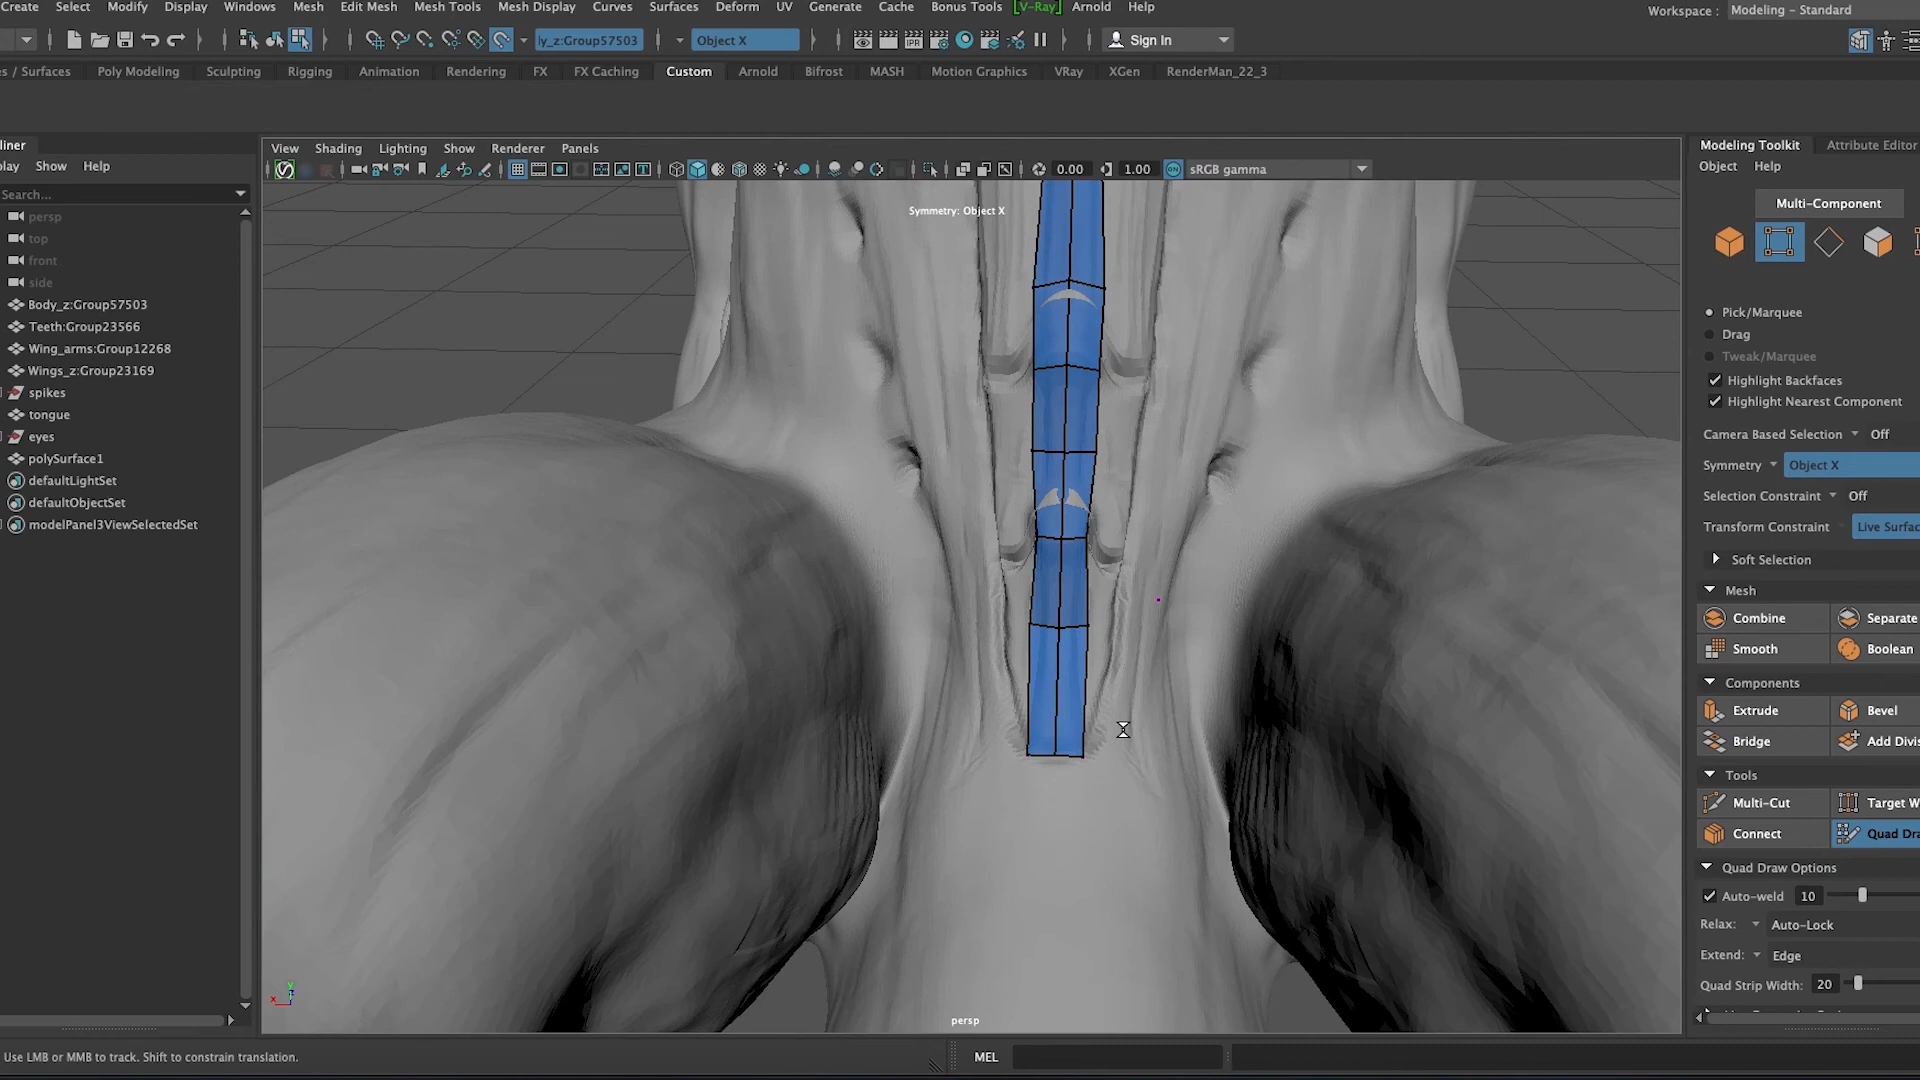 Create Select Modify Display Windows Mesh Edit Mesh Mesh Tools Mesh Display Curves Surfaces Deform UV Generate Cache Bonus Tools [V-Ray] Arnold Help
Workspace : Modeling - Standard
ly_z:Group57503 Object X IPR Sign In
es / Surfaces Poly Modeling Sculpting Rigging Animation Rendering FX FX Caching Custom Arnold Bifrost MASH Motion Graphics VRay XGen RenderMan_22_3
liner
play Show Help
Search...
persp
top
front
side
Body_z:Group57503
Teeth:Group23566
Wing_arms:Group12268
Wings_z:Group23169
spikes
tongue
eyes
polySurface1
defaultLightSet
defaultObjectSet
modelPanel3ViewSelectedSet
View Shading Lighting Show Renderer Panels
0.00 1.00 ON sRGB gamma
Symmetry: Object X
persp
y
x
Modeling Toolkit Attribute Editor
Object Help
Multi-Component
Pick/Marquee
Drag
Tweak/Marquee
Highlight Backfaces
Highlight Nearest Component
Camera Based Selection Off
Symmetry Object X
Selection Constraint Off
Transform Constraint Live Surfac
Soft Selection
Mesh
Combine Separate
Smooth Boolean
Components
Extrude Bevel
Bridge Add Divis
Tools
Multi-Cut Target W
Connect Quad Dra
Quad Draw Options
Auto-weld 10
Relax: Auto-Lock
Extend: Edge
Quad Strip Width: 20
Use LMB or MMB to track. Shift to constrain translation.
MEL